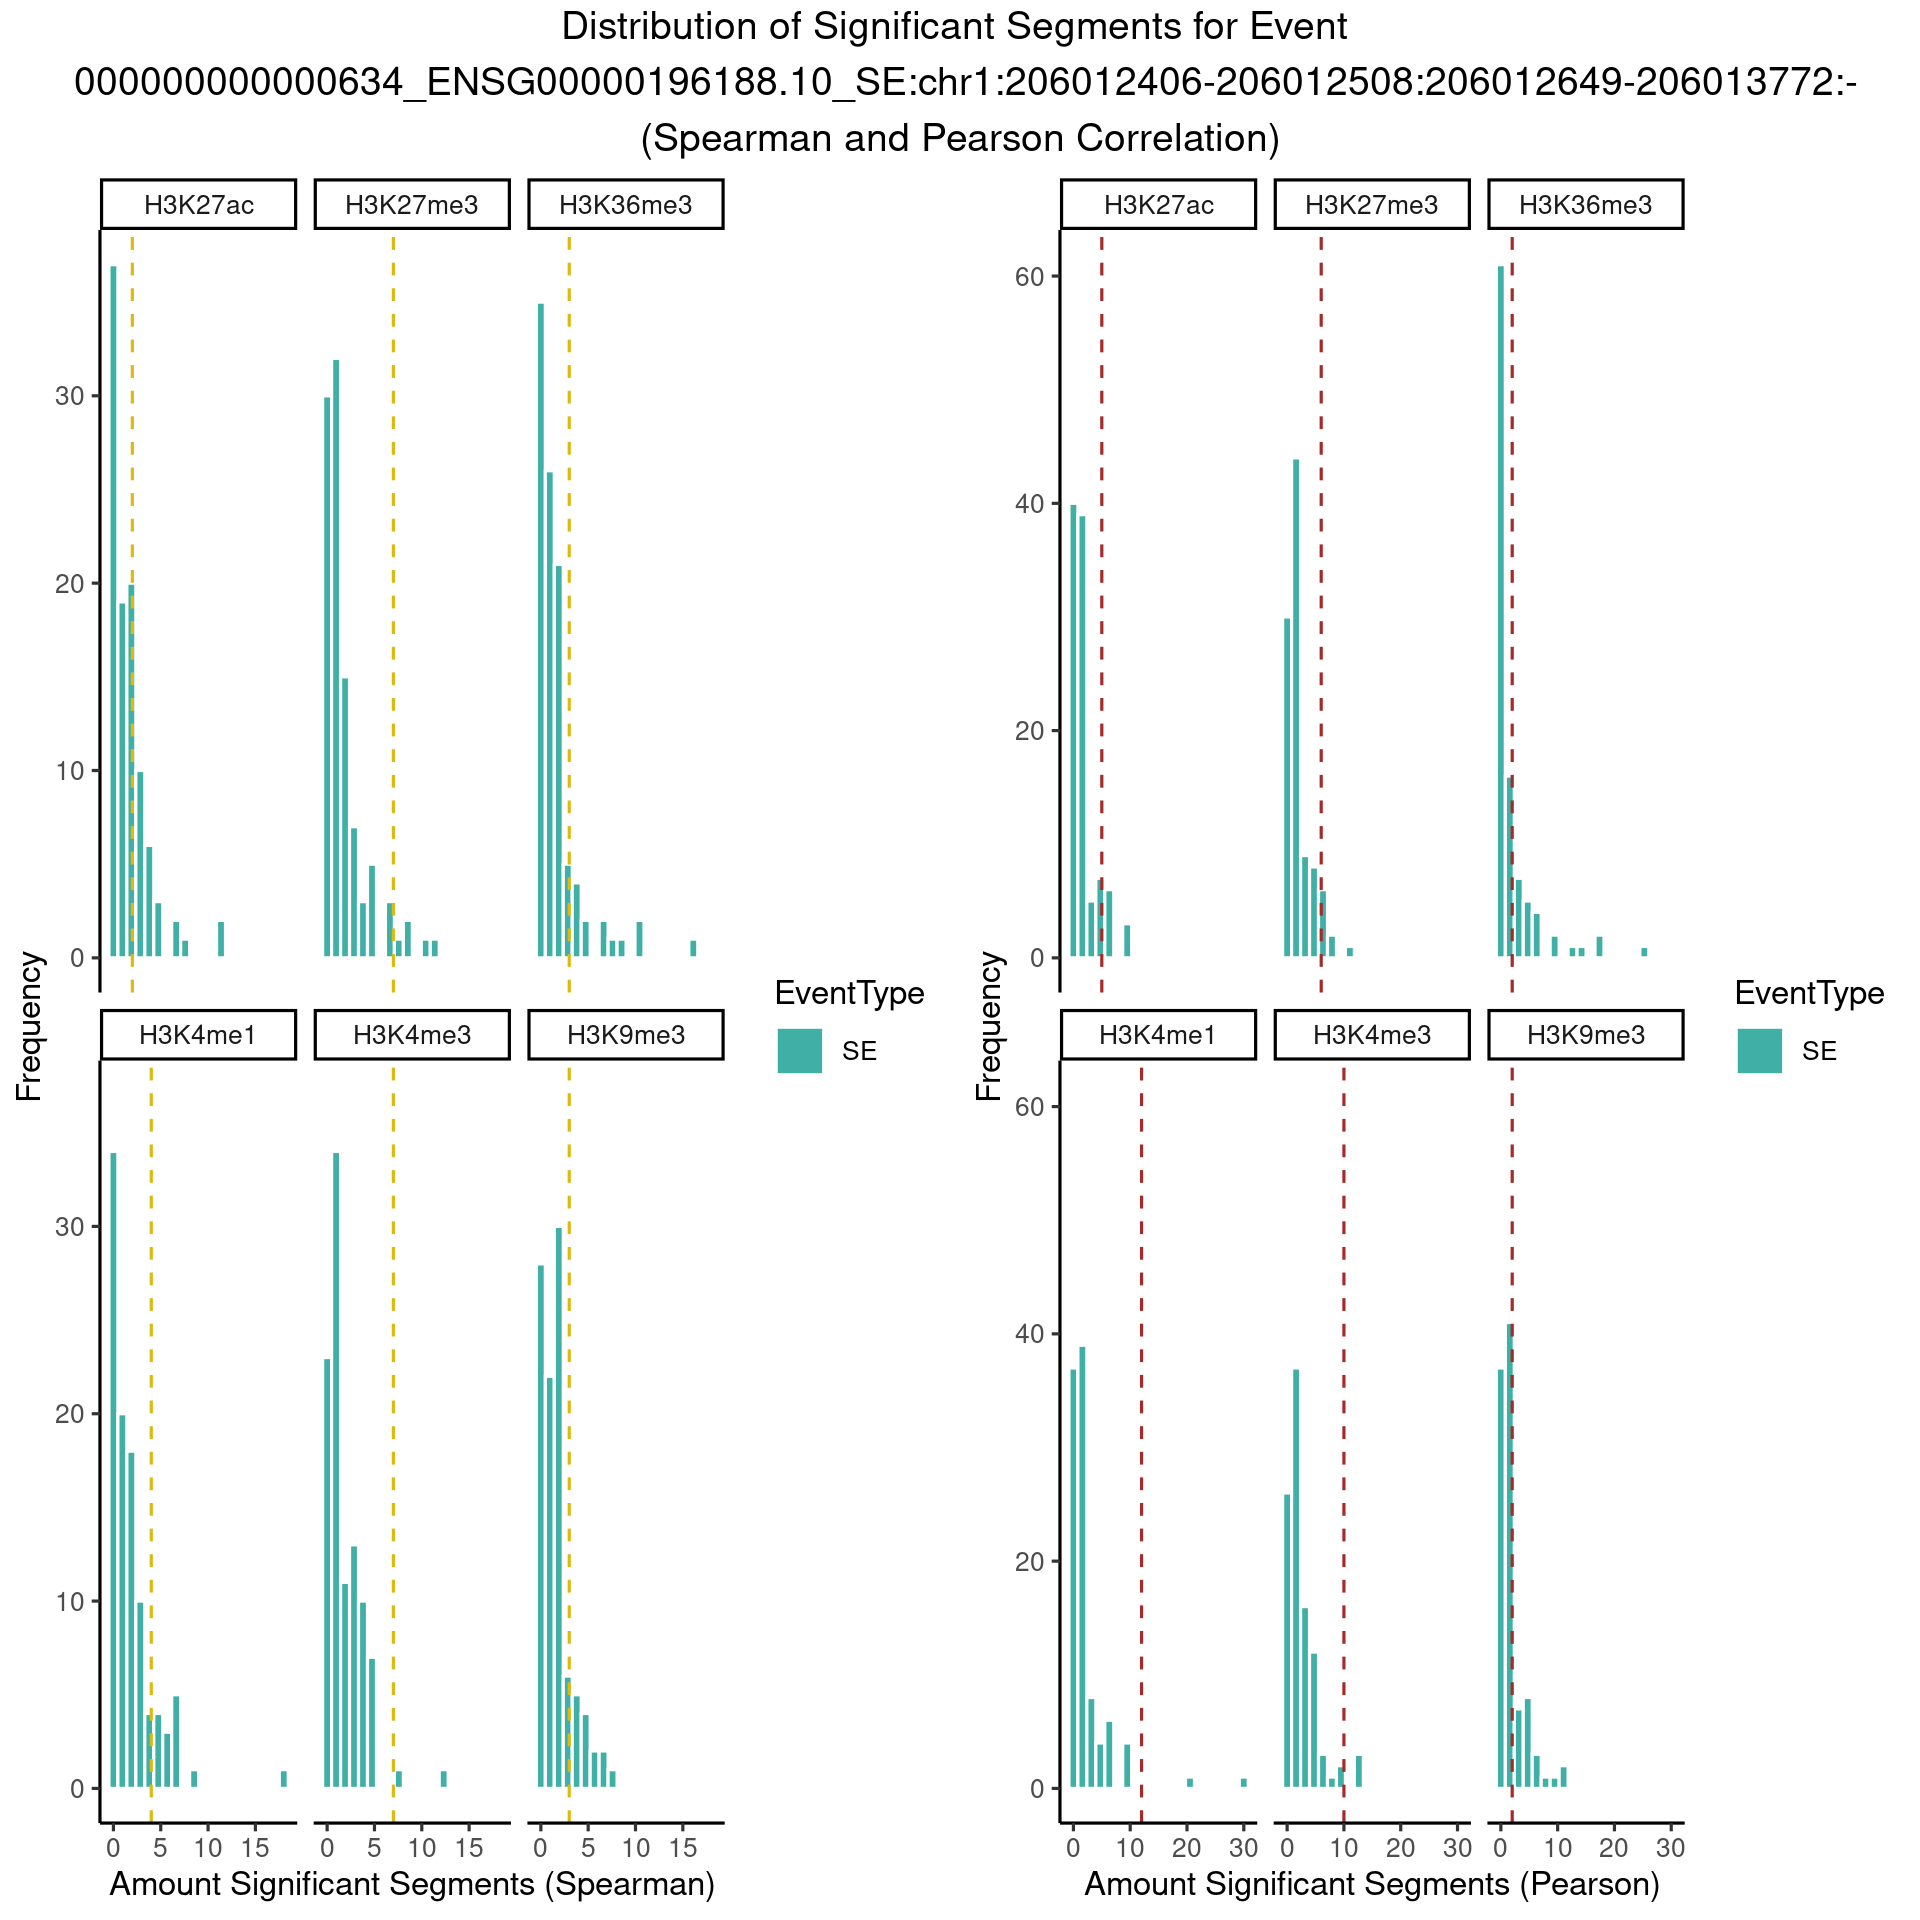 Distribution of Significant Segments for Event
000000000000634_ENSG00000196188.10_SE:chr1:206012406-206012508:206012649-206013772:-
(Spearman and Pearson Correlation)
H3K27ac H3K27me3 H3K36me3
30
20
10
0
H3K4me1 H3K4me3 H3K9me3
30
20
10
0
0 5 10 15 0 5 10 15 0 5 10 15
Amount Significant Segments (Spearman)
Frequency
EventType
SE
H3K27ac H3K27me3 H3K36me3
60
40
20
0
H3K4me1 H3K4me3 H3K9me3
60
40
20
0
0 10 20 30 0 10 20 30 0 10 20 30
Amount Significant Segments (Pearson)
Frequency
EventType
SE